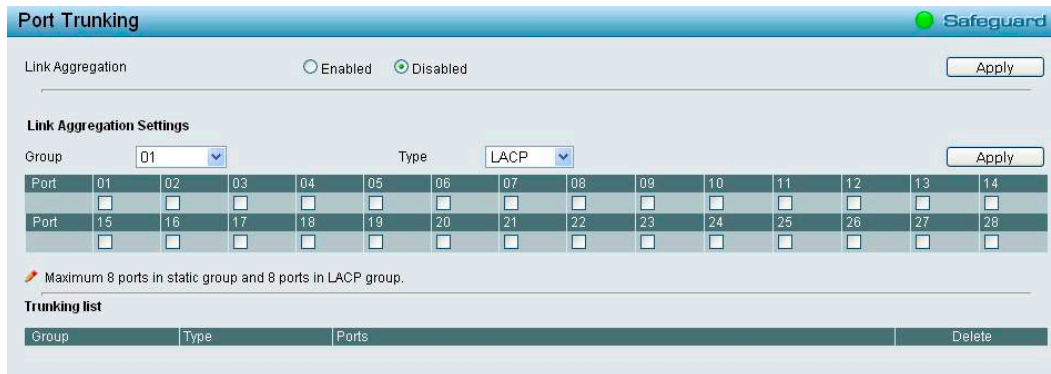 Port Trunking Safeguard
Link Aggregation Enabled Disabled Apply
Link Aggregation Settings
Group 01 Type LACP Apply
Port 01 02 03 04 05 06 07 08 09 10 11 12 13 14
Port 15 16 17 18 19 20 21 22 23 24 25 26 27 28
Maximum 8 ports in static group and 8 ports in LACP group.
Trunking list
Group Type Ports Delete